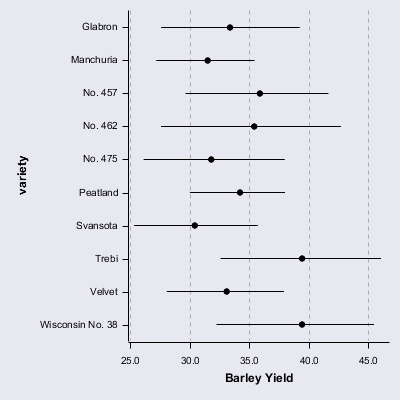 Glabron
Manchuria
No. 457
No. 462
No. 475
Peatland
Svansota
Trebi
Velvet
Wisconsin No. 38
variety
25.0 30.0 35.0 40.0 45.0
Barley Yield